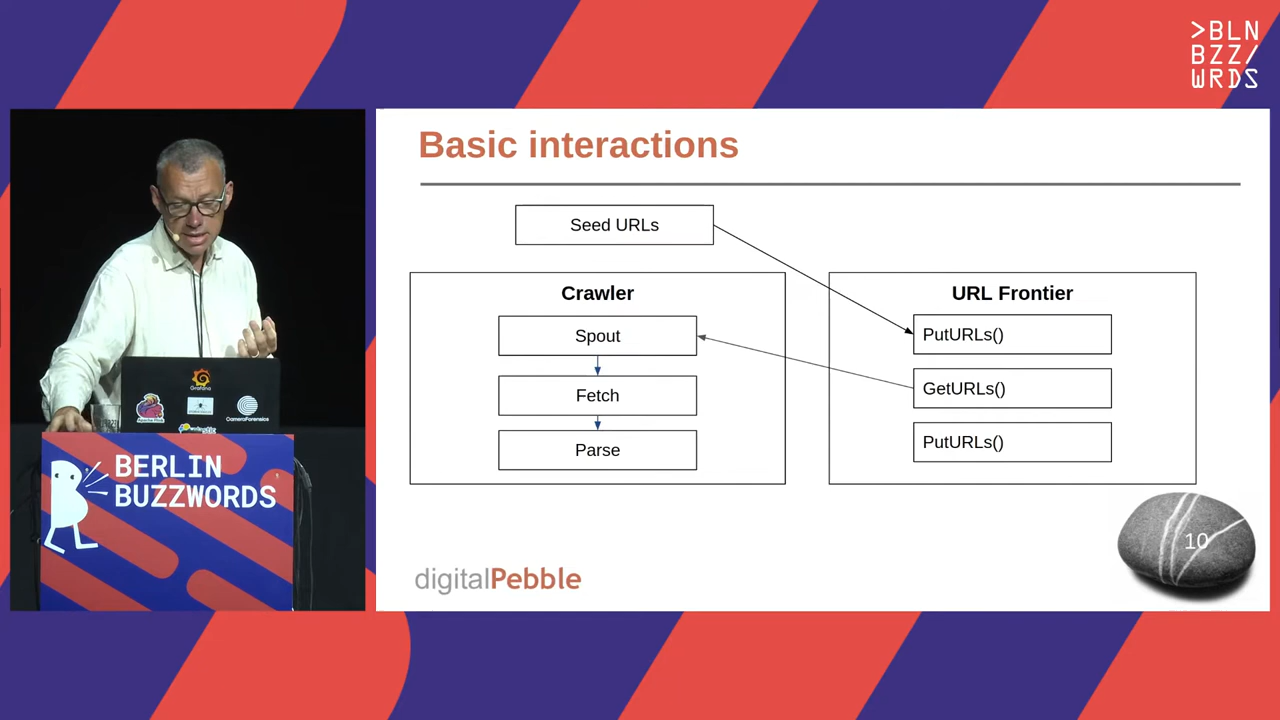 >BLN
BZZ/
WRDS
Basic interactions
Seed URLs
Crawler
Spout
Fetch
Parse
URL Frontier
PutURLs()
GetURLs()
PutURLs()
10
digitalPebble
Grafana
CameraForensics
BERLIN
BUZZWORDS